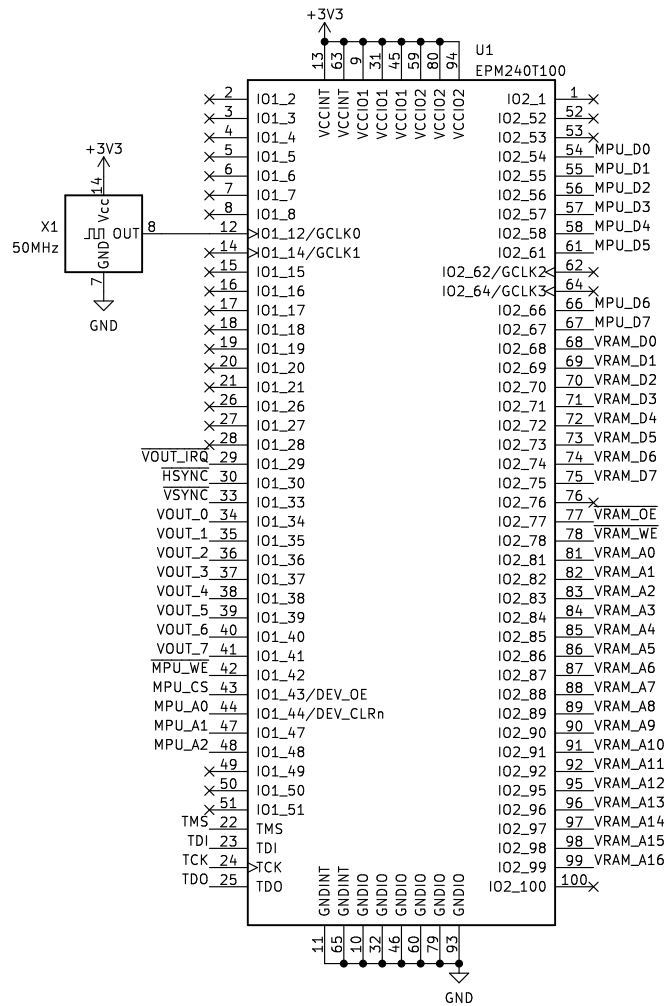 +3V3
U1
EPM240T100
13 63 9 31 45 59 80 94
VCCINT VCCINT VCCIO1 VCCIO1 VCCIO1 VCCIO2 VCCIO2 VCCIO2
2 IO1_2 IO2_1 1
3 IO1_3 IO2_52 52
4 IO1_4 IO2_53 53
5 IO1_5 IO2_54 54 MPU_D0
6 IO1_6 IO2_55 55 MPU_D1
7 IO1_7 IO2_56 56 MPU_D2
8 IO1_8 IO2_57 57 MPU_D3
12 IO1_12/GCLK0 IO2_58 58 MPU_D4
14 IO1_14/GCLK1 IO2_61 61 MPU_D5
15 IO1_15 IO2_62/GCLK2 62
16 IO1_16 IO2_64/GCLK3 64
17 IO1_17 IO2_66 66 MPU_D6
18 IO1_18 IO2_67 67 MPU_D7
19 IO1_19 IO2_68 68 VRAM_D0
20 IO1_20 IO2_69 69 VRAM_D1
21 IO1_21 IO2_70 70 VRAM_D2
26 IO1_26 IO2_71 71 VRAM_D3
27 IO1_27 IO2_72 72 VRAM_D4
28 IO1_28 IO2_73 73 VRAM_D5
VOUT_IRQ 29 IO1_29 IO2_74 74 VRAM_D6
HSYNC 30 IO1_30 IO2_75 75 VRAM_D7
VSYNC 33 IO1_33 IO2_76 76
VOUT_0 34 IO1_34 IO2_77 77 VRAM_OE
VOUT_1 35 IO1_35 IO2_78 78 VRAM_WE
VOUT_2 36 IO1_36 IO2_81 81 VRAM_A0
VOUT_3 37 IO1_37 IO2_82 82 VRAM_A1
VOUT_4 38 IO1_38 IO2_83 83 VRAM_A2
VOUT_5 39 IO1_39 IO2_84 84 VRAM_A3
VOUT_6 40 IO1_40 IO2_85 85 VRAM_A4
VOUT_7 41 IO1_41 IO2_86 86 VRAM_A5
MPU_WE 42 IO1_42 IO2_87 87 VRAM_A6
MPU_CS 43 IO1_43/DEV_OE IO2_88 88 VRAM_A7
MPU_A0 44 IO1_44/DEV_CLRn IO2_89 89 VRAM_A8
MPU_A1 47 IO1_47 IO2_90 90 VRAM_A9
MPU_A2 48 IO1_48 IO2_91 91 VRAM_A10
49 IO1_49 IO2_92 92 VRAM_A11
50 IO1_50 IO2_95 95 VRAM_A12
51 IO1_51 IO2_96 96 VRAM_A13
TMS 22 TMS IO2_97 97 VRAM_A14
TDI 23 TDI IO2_98 98 VRAM_A15
TCK 24 TCK IO2_99 99 VRAM_A16
TDO 25 TDO IO2_100 100
GNDINT GNDINT GNDIO GNDIO GNDIO GNDIO GNDIO GNDIO
11 65 10 32 46 60 79 93
GND
+3V3
14
Vcc
X1
50MHz
OUT 8
GND
7
GND